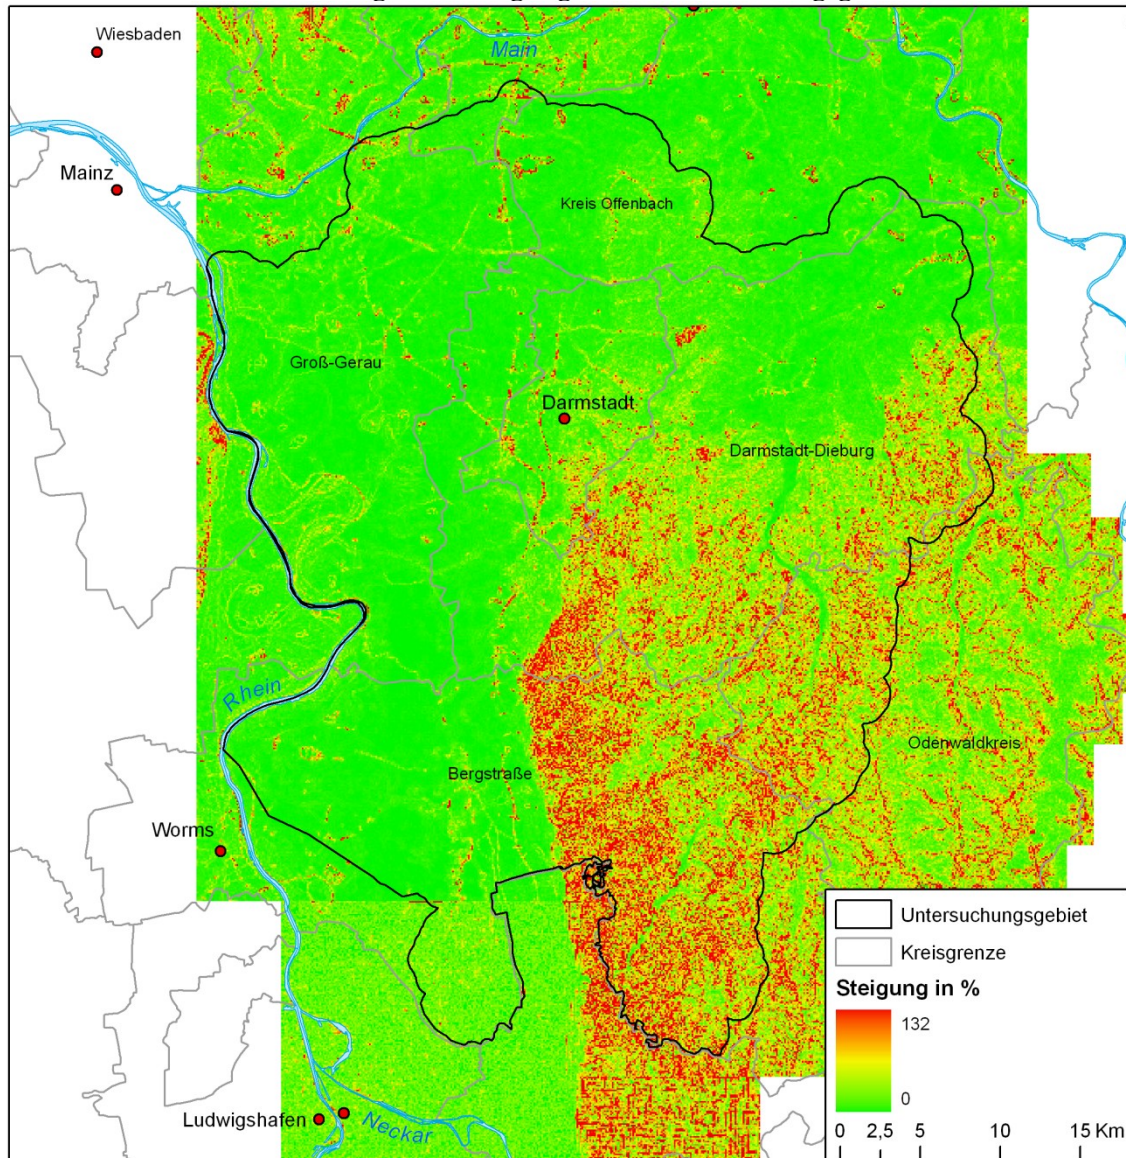 Wiesbaden
Main
Mainz
Kreis Offenbach
Groß-Gerau
Darmstadt
Darmstadt-Dieburg
Rhein
Odenwaldkreis
Bergstraße
Worms
Ludwigshafen
Neckar
Untersuchungsgebiet
Kreisgrenze
Steigung in %
132
0
0 2,5 5 10 15 Km